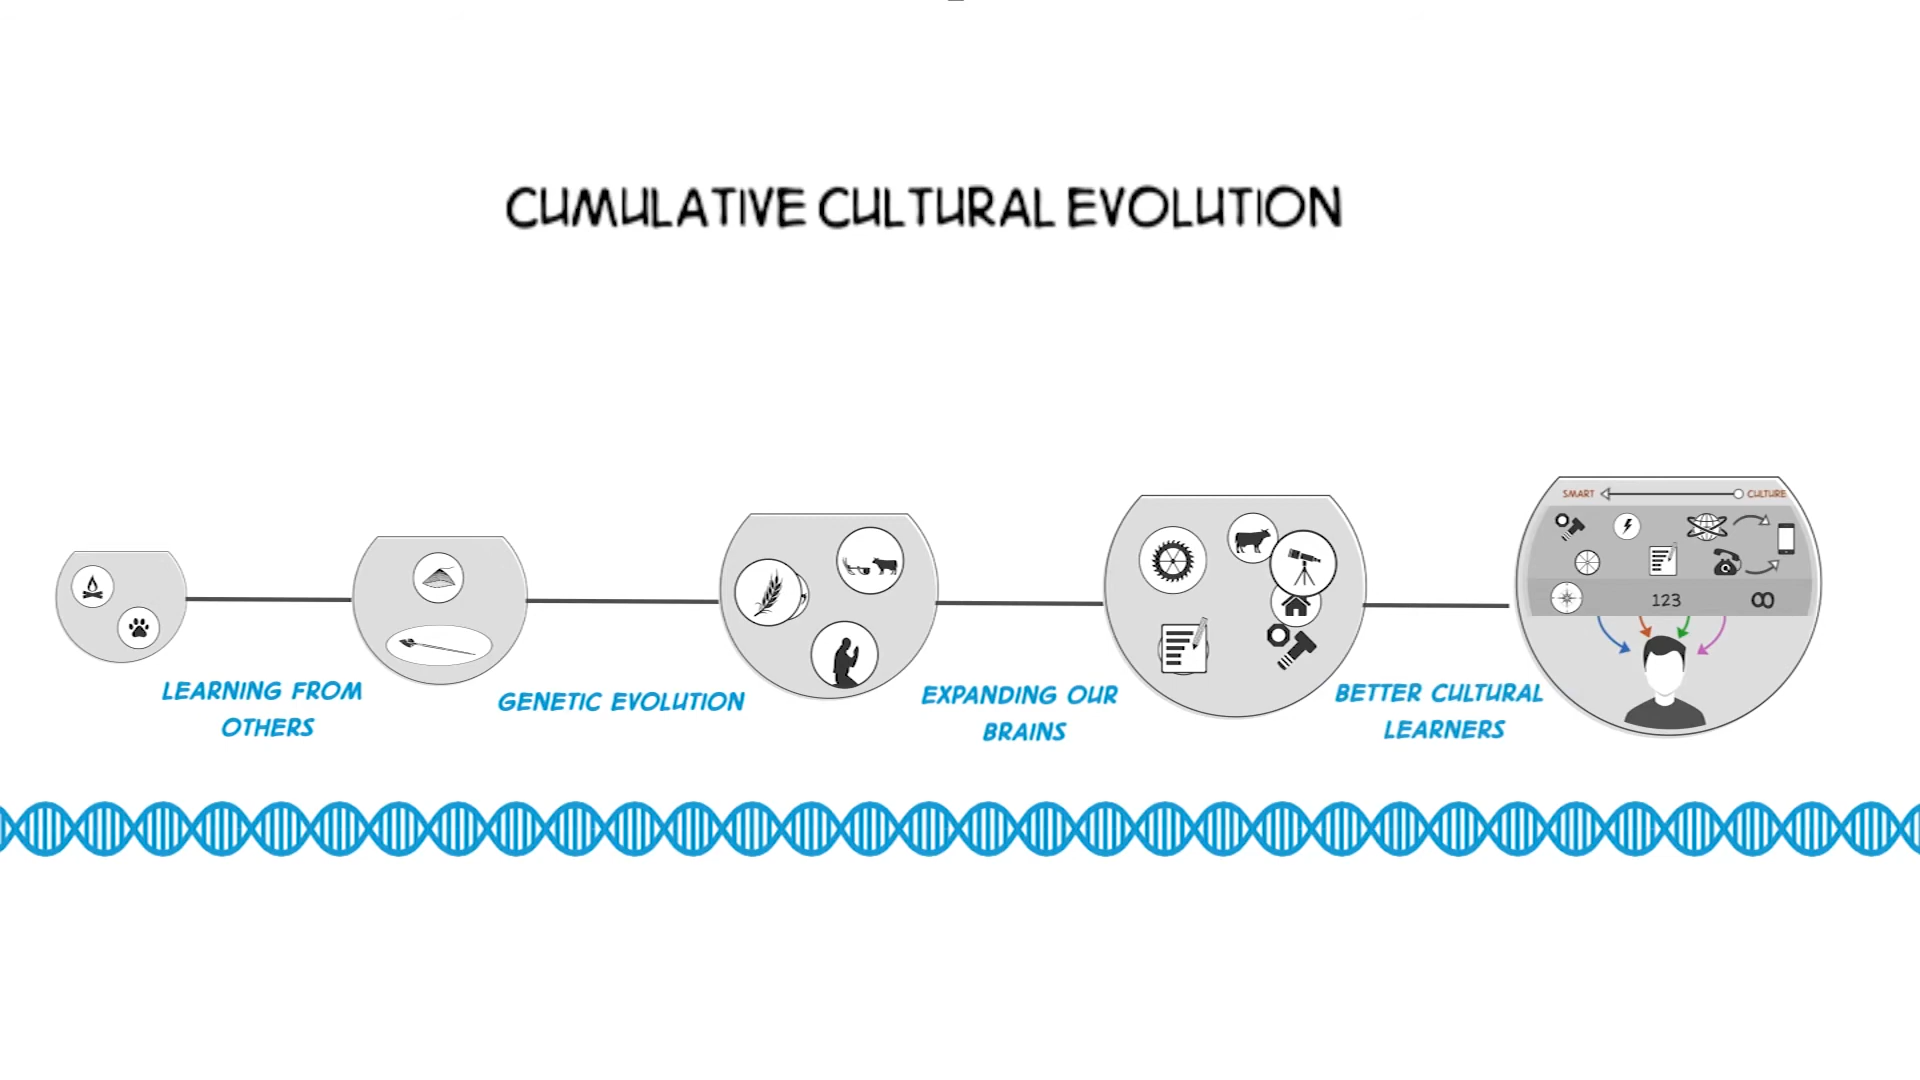 CUMULATIVE CULTURAL EVOLUTION
SMART
CULTURE
123
∞
LEARNING FROM
OTHERS
GENETIC EVOLUTION
EXPANDING OUR
BRAINS
BETTER CULTURAL
LEARNERS